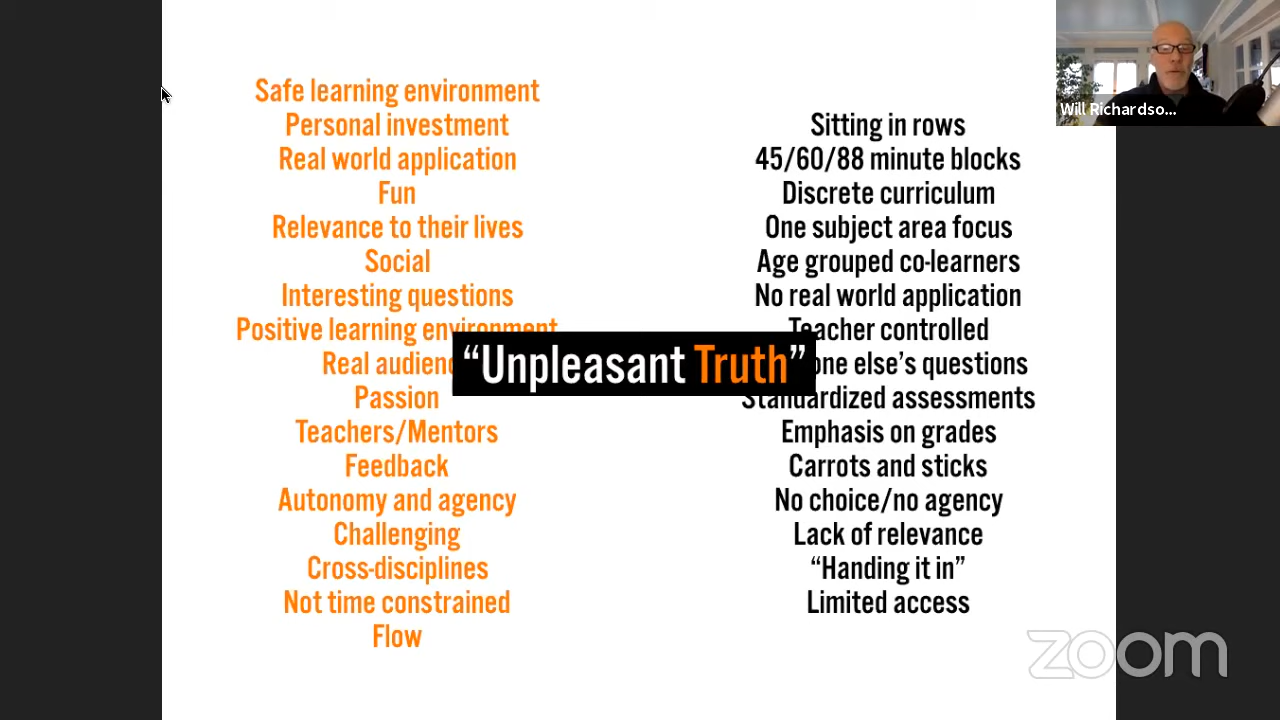 Safe learning environment
Personal investment
Real world application
Fun
Relevance to their lives
Social
Interesting questions
Positive learning environment
Real audien
Passion
Teachers/Mentors
Feedback
Autonomy and agency
Challenging
Cross-disciplines
Not time constrained
Flow
“Unpleasant Truth”
Sitting in rows
45/60/88 minute blocks
Discrete curriculum
One subject area focus
Age grouped co-learners
No real world application
Teacher controlled
one else’s questions
Standardized assessments
Emphasis on grades
Carrots and sticks
No choice/no agency
Lack of relevance
“Handing it in”
Limited access
Will Richardso...
zoom